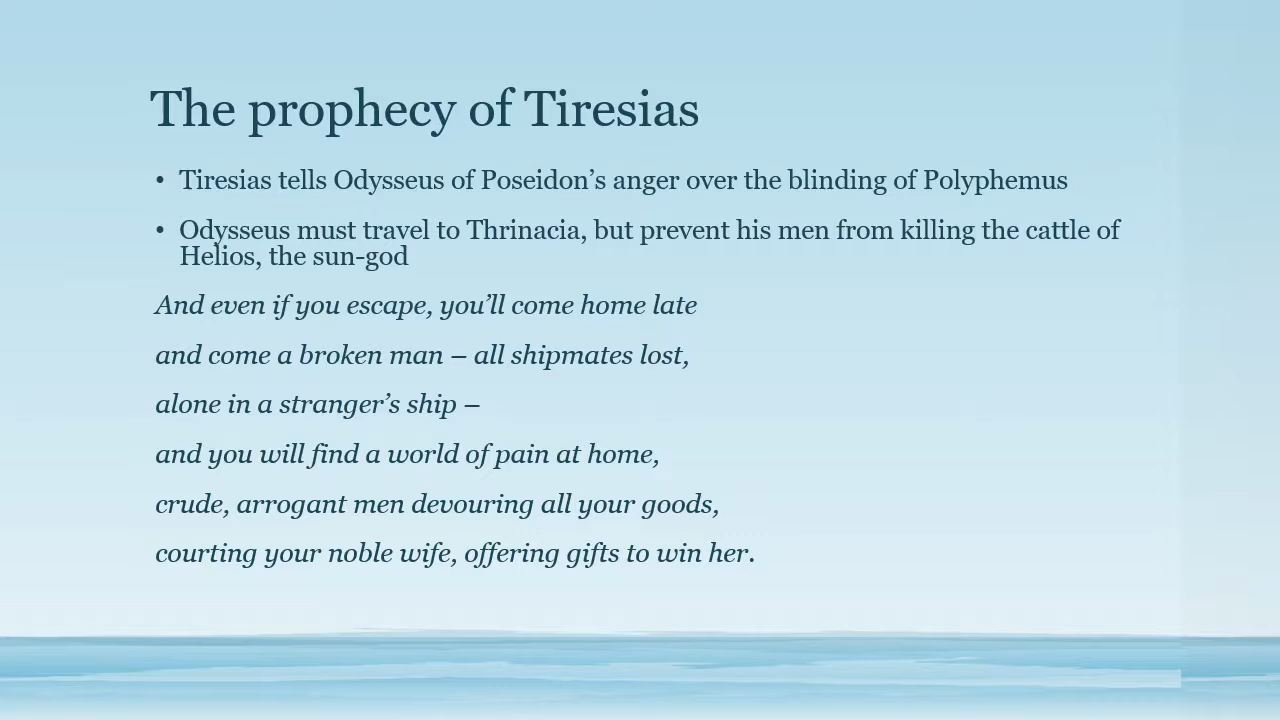 The prophecy of Tiresias
• Tiresias tells Odysseus of Poseidon’s anger over the blinding of Polyphemus
• Odysseus must travel to Thrinacia, but prevent his men from killing the cattle of
Helios, the sun-god
And even if you escape, you’ll come home late
and come a broken man – all shipmates lost,
alone in a stranger’s ship –
and you will find a world of pain at home,
crude, arrogant men devouring all your goods,
courting your noble wife, offering gifts to win her.